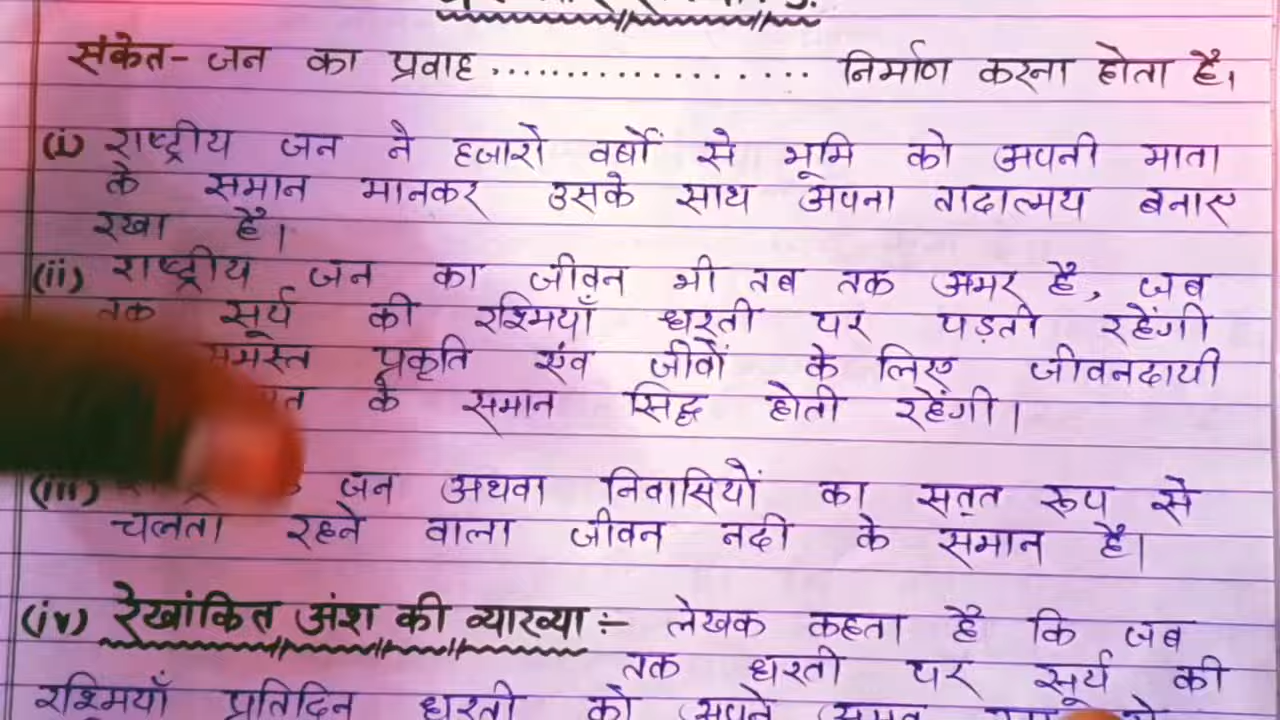 संकेत- जन का प्रवाह .................. निर्माण करना होता है।
(i) राष्ट्रीय जन ने हजारो वर्षों से भूमि को अपनी माता
के समान मानकर उसके साथ अपना तादात्मय बनाए
रखा है।
(ii) राष्ट्रीय जन का जीवन भी तब तक अमर है, जब
तक सूर्य की रश्मियाँ धरती पर पड़ती रहेंगी
समस्त प्रकृति एंव जीवों के लिए जीवनदायी
के समान सिद्ध होती रहेंगी।
(iii) जन अथवा निवासियों का सतत रूप से
चलता रहने वाला जीवन नदी के समान है।
(iv) रेखांकित अंश की व्याख्या :- लेखक कहता है कि जब
तक धरती पर सूर्य की
रश्मियाँ प्रतिदिन धरती को अपने